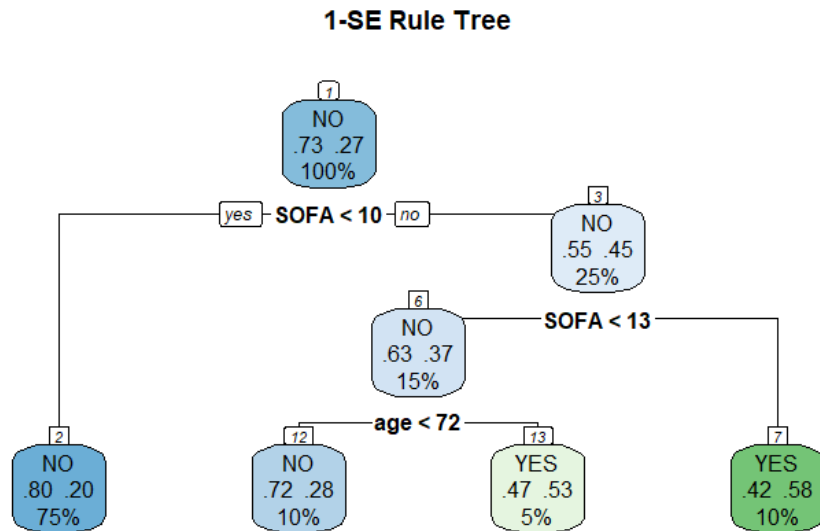 1-SE Rule Tree
1
NO
.73 .27
100%
yes SOFA < 10 no
3
NO
.55 .45
25%
6
NO
.63 .37
15%
SOFA < 13
age < 72
2
NO
.80 .20
75%
12
NO
.72 .28
10%
13
YES
.47 .53
5%
7
YES
.42 .58
10%